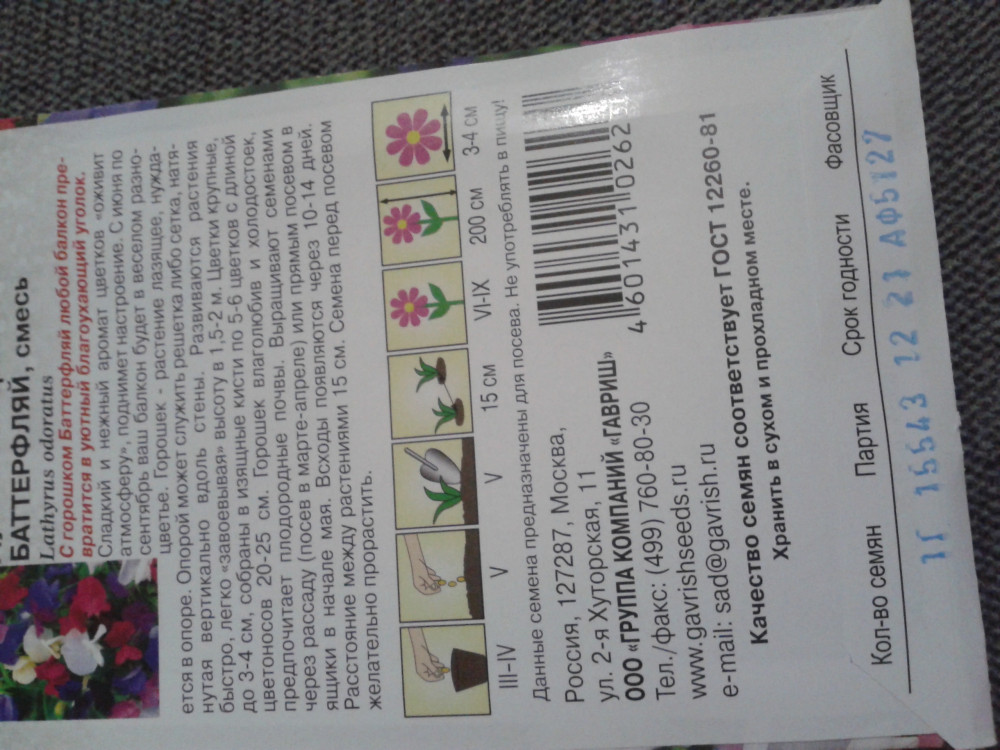 БАТТЕРФЛЯЙ, смесь
Lathyrus odoratus
С горошком Баттерфляй любой балкон пре-
вратится в уютный благоухающий уголок.
Сладкий и нежный аромат цветков «оживит
атмосферу», поднимет настроение. С июня по
сентябрь ваш балкон будет в веселом разно-
цветье. Горошек - растение лазящее, нужда-
ется в опоре. Опорой может служить решетка либо сетка, натя-
нутая вертикально вдоль стены. Развиваются растения
быстро, легко «завоевывая» высоту в 1,5-2 м. Цветки крупные,
до 3-4 см, собраны в изящные кисти по 5-6 цветков с длиной
цветоносов 20-25 см. Горошек влаголюбив и холодостоек,
предпочитает плодородные почвы. Выращивают семенами
через рассаду (посев в марте-апреле) или прямым посевом в
ящики в начале мая. Всходы появляются через 10-14 дней.
Расстояние между растениями 15 см. Семена перед посевом
желательно прорастить.
III-IV V V 15 см VI-IX 200 см 3-4 см
Данные семена предназначены для посева. Не употреблять в пищу!
Россия, 127287, Москва,
ул. 2-я Хуторская, 11
ООО «ГРУППА КОМПАНИЙ «ГАВРИШ»
Тел./факс: (499) 760-80-30
www.gavrishseeds.ru
e-mail: sad@gavrish.ru
4 601431 010262
Качество семян соответствует ГОСТ 12260-81
Хранить в сухом и прохладном месте.
Кол-во семян Партия Срок годности Фасовщик
15543 12 21